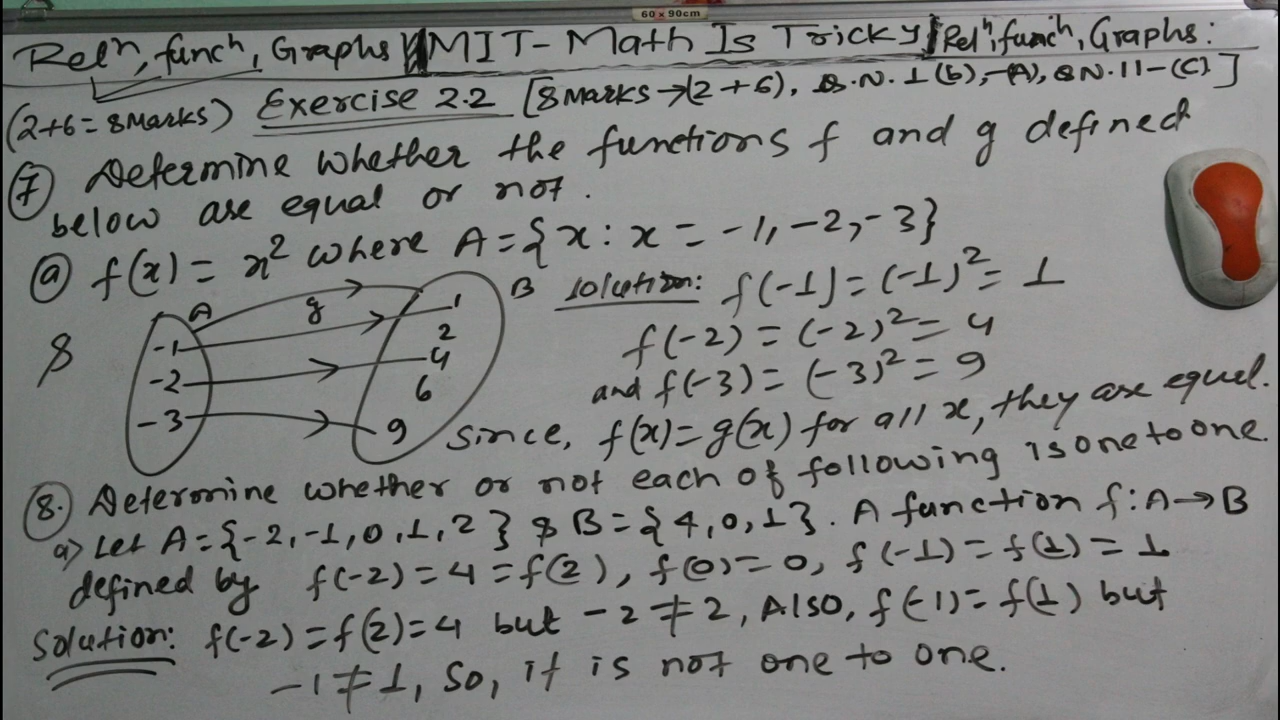 60×90cm
Relⁿ, funcⁿ, Graphs || MIT - Math Is Tricky | Relⁿ, funcⁿ, Graphs:
(2+6=8Marks) Exercise 2.2 [8Marks→(2+6), Q.N.1(b),-(A), QN.11-(C)]
⑦ Determine whether the functions f and g defined
below are equal or not.
ⓐ f(x) = x² where A={x: x = -1, -2, -3}
&
A
g
B
-1
-2
-3
1
2
4
6
9
Solution: f(-1)=(-1)²=1
f(-2) = (-2)² = 4
and f(-3) = (-3)² = 9
Since, f(x)=g(x) for all x, they are equal.
⑧. Determine whether or not each of following is one to one.
a) Let A={-2,-1,0,1,2} & B={4,0,1}. A function f:A→B
defined by f(-2)=4=f(2), f(0)=0, f(-1)=f(1)=1
Solution: f(-2)=f(2)=4 but -2≠2, Also, f(-1)=f(1) but
-1≠1, So, it is not one to one.